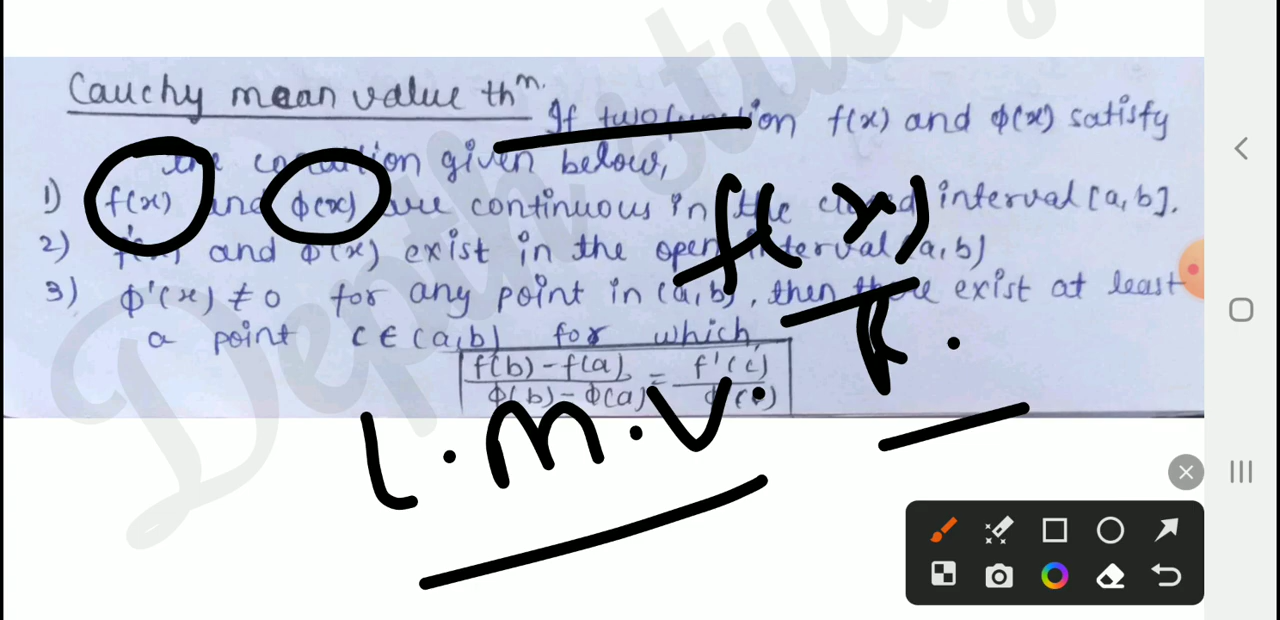 Cauchy mean value thm.
If two function f(x) and ϕ(x) satisfy
the condition given below,
1) f(x) and ϕ(x) are continuous in the closed interval [a,b].
2) f'(x) and ϕ'(x) exist in the open interval (a,b)
3) ϕ'(x) ≠ 0 for any point in (a,b), then there exist at least
a point c ∈ (a,b) for which,
f(b) - f(a) / ϕ(b) - ϕ(a) = f'(c) / ϕ'(c)
f(x)
L.M.V.T.
Depth study